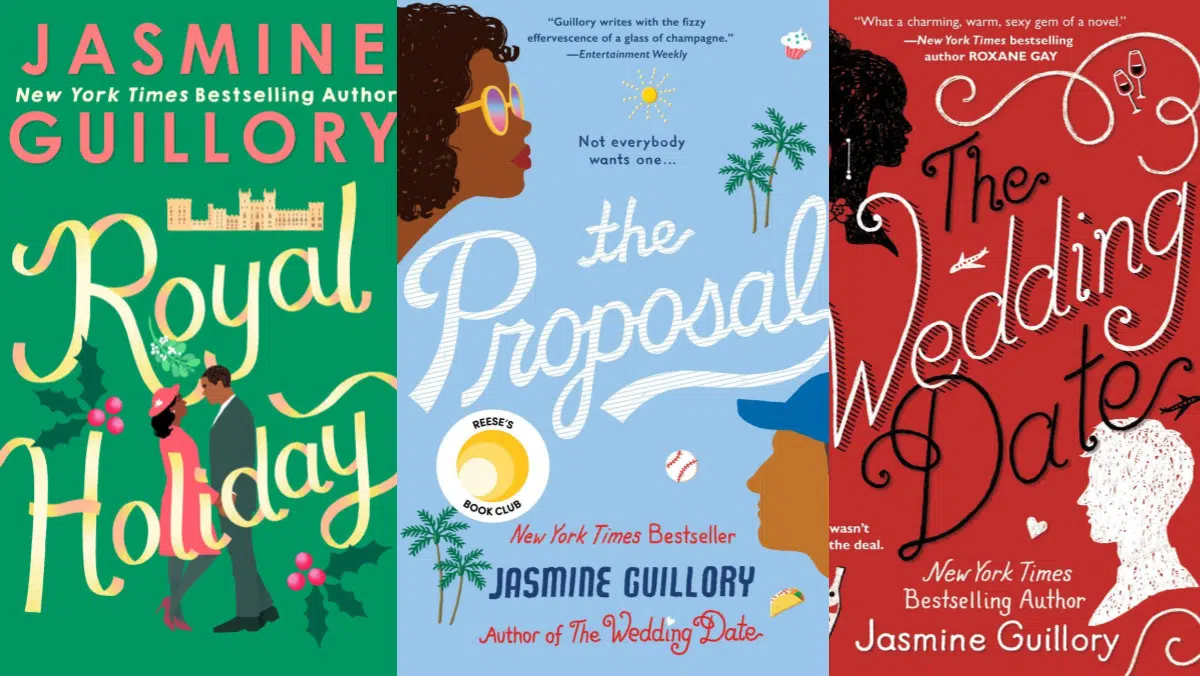 JASMINE
New York Times Bestselling Author
GUILLORY
Royal
Holiday
“Guillory writes with the fizzy
effervescence of a glass of champagne.”
—Entertainment Weekly
Not everybody
wants one...
the
Proposal
REESE'S
BOOK CLUB
New York Times Bestseller
JASMINE GUILLORY
Author of The Wedding Date
“What a charming, warm, sexy gem of a novel.”
—New York Times bestselling
author ROXANE GAY
The
Wedding
Date
wasn't
the deal.
New York Times
Bestselling Author
Jasmine Guillory